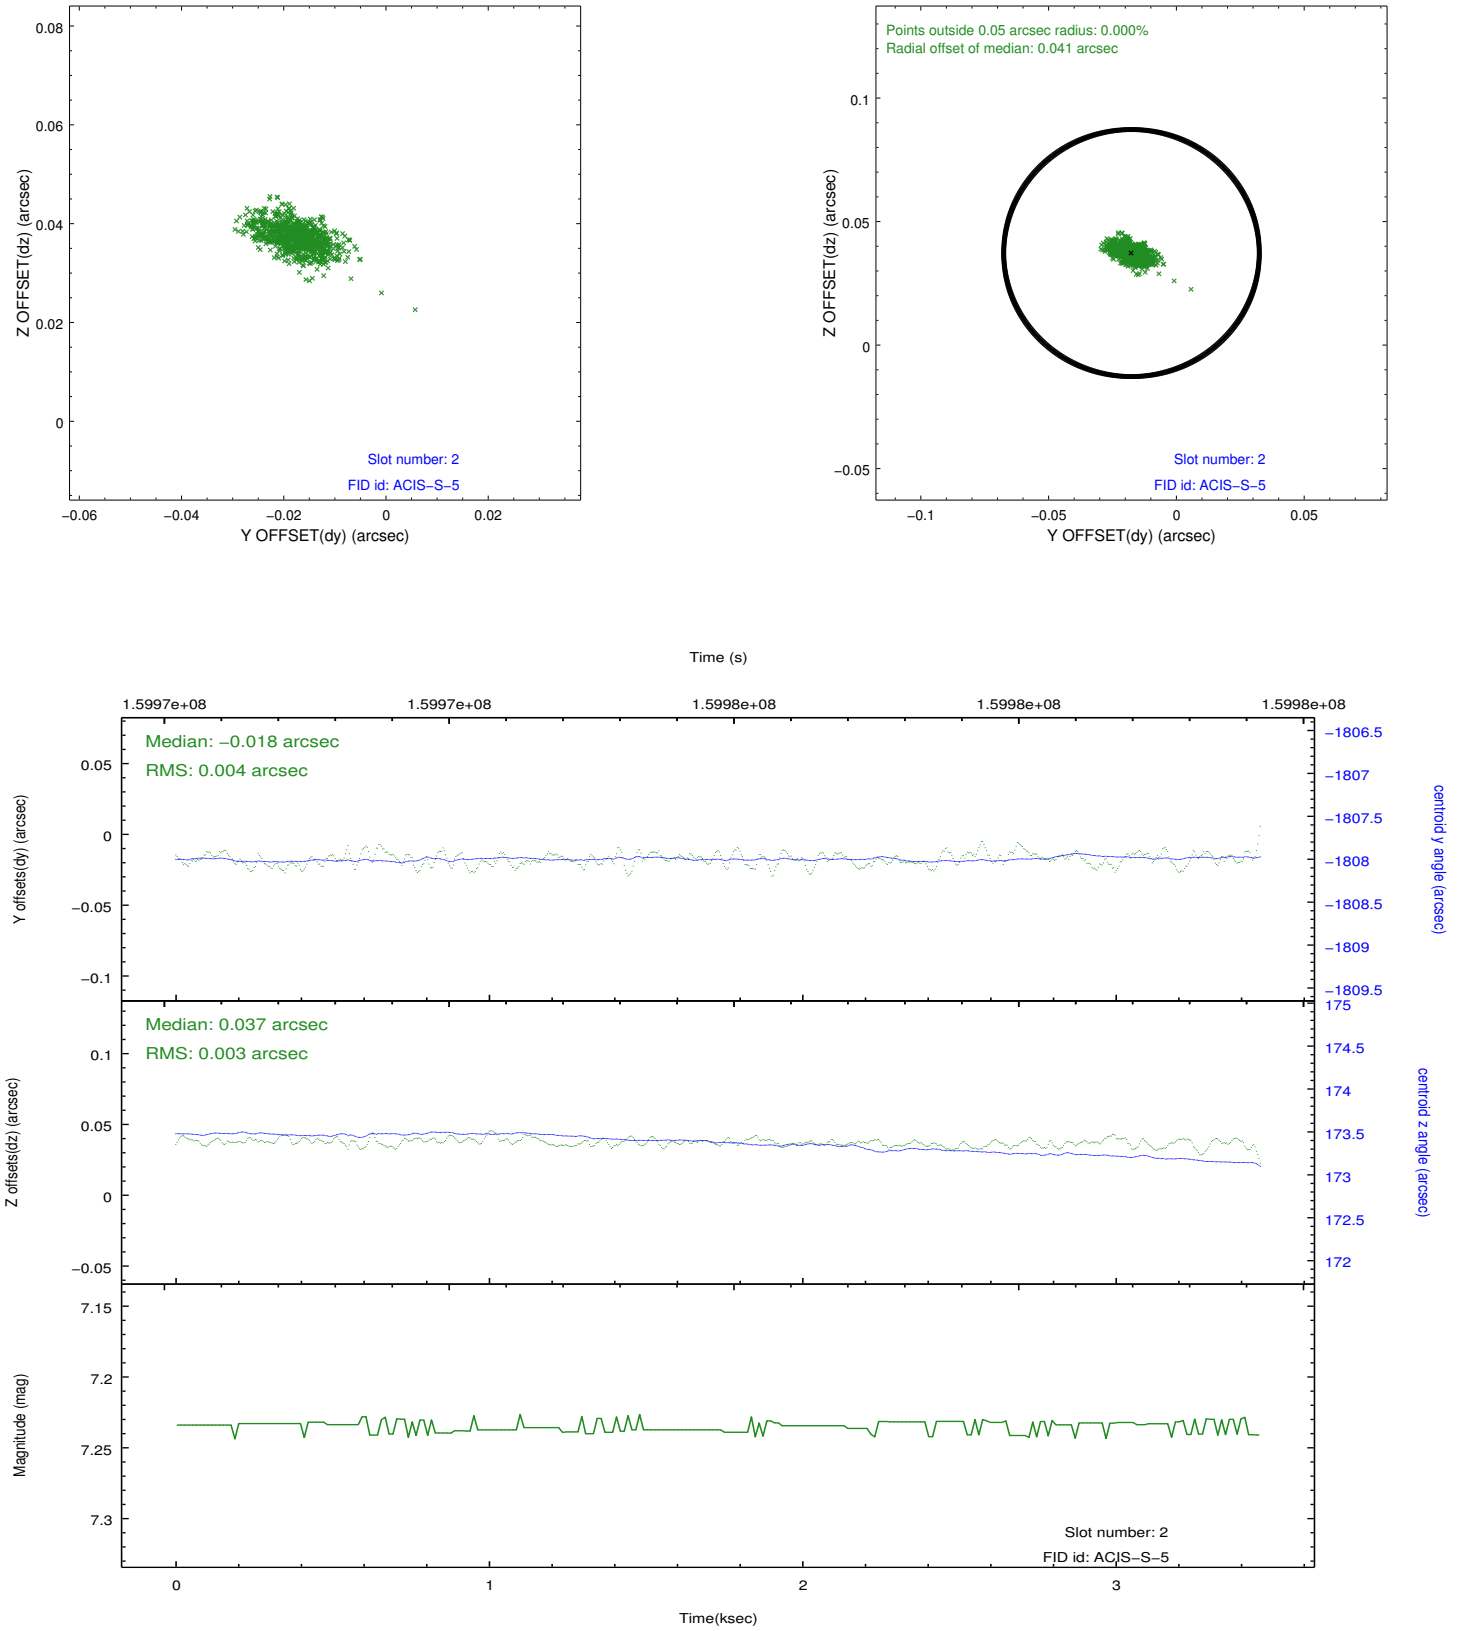 0.08
0.06
0.04
0.02
0
Z OFFSET(dz) (arcsec)
Slot number: 2
FID id: ACIS−S−5
−0.06
−0.04
−0.02
0
0.02
Y OFFSET(dy) (arcsec)
Points outside 0.05 arcsec radius: 0.000%
Radial offset of median: 0.041 arcsec
0.1
0.05
0
−0.05
Z OFFSET(dz) (arcsec)
Slot number: 2
FID id: ACIS−S−5
−0.1
−0.05
0
0.05
Y OFFSET(dy) (arcsec)
Time (s)
1.5997e+08
1.5997e+08
1.5998e+08
1.5998e+08
1.5998e+08
Median: −0.018 arcsec
RMS: 0.004 arcsec
0.05
0
−0.05
−0.1
Y offsets(dy) (arcsec)
−1806.5
−1807
−1807.5
−1808
−1808.5
−1809
−1809.5
centroid y angle (arcsec)
Median: 0.037 arcsec
RMS: 0.003 arcsec
0.1
0.05
0
−0.05
Z offsets(dz) (arcsec)
175
174.5
174
173.5
173
172.5
172
centroid z angle (arcsec)
7.15
7.2
7.25
7.3
Magnitude (mag)
Slot number: 2
FID id: ACIS−S−5
0
1
2
3
Time(ksec)